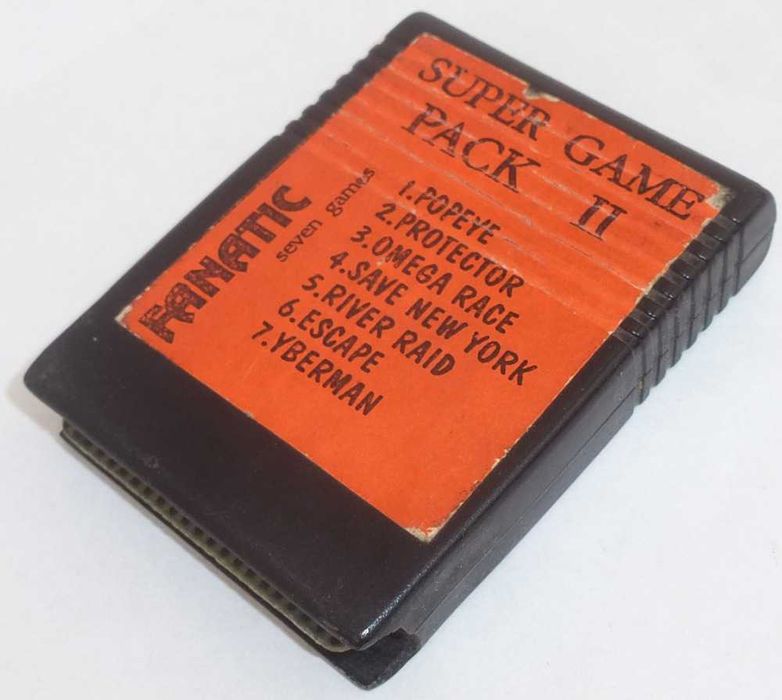 SUPER GAME
PACK II
FANATIC
seven games
1.POPEYE
2.PROTECTOR
3.OMEGA RACE
4.SAVE NEW YORK
5.RIVER RAID
6.ESCAPE
7.YBERMAN